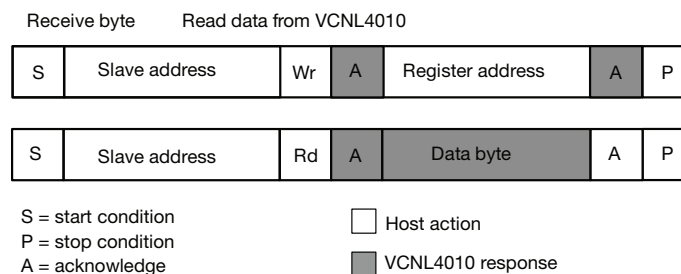 Receive byte Read data from VCNL4010
S Slave address Wr A Register address A P
S Slave address Rd A Data byte A P
S = start condition
P = stop condition
A = acknowledge
Host action
VCNL4010 response